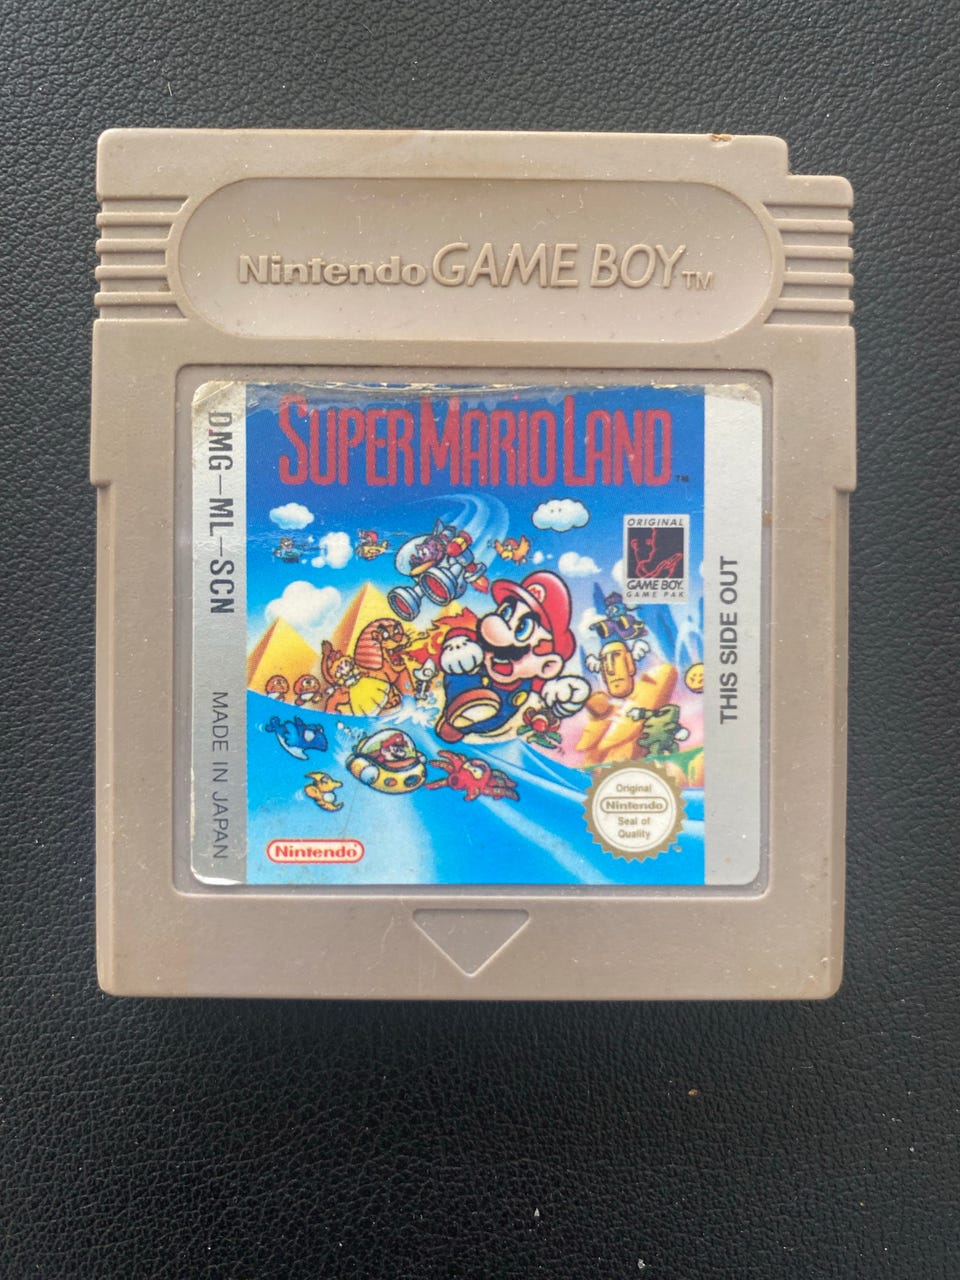 Nintendo GAME BOY TM
SUPER MARIO LAND TM
DMG-ML-SCN
MADE IN JAPAN
ORIGINAL
GAME BOY
GAME PAK
THIS SIDE OUT
Original
Nintendo
Seal of
Quality
Nintendo